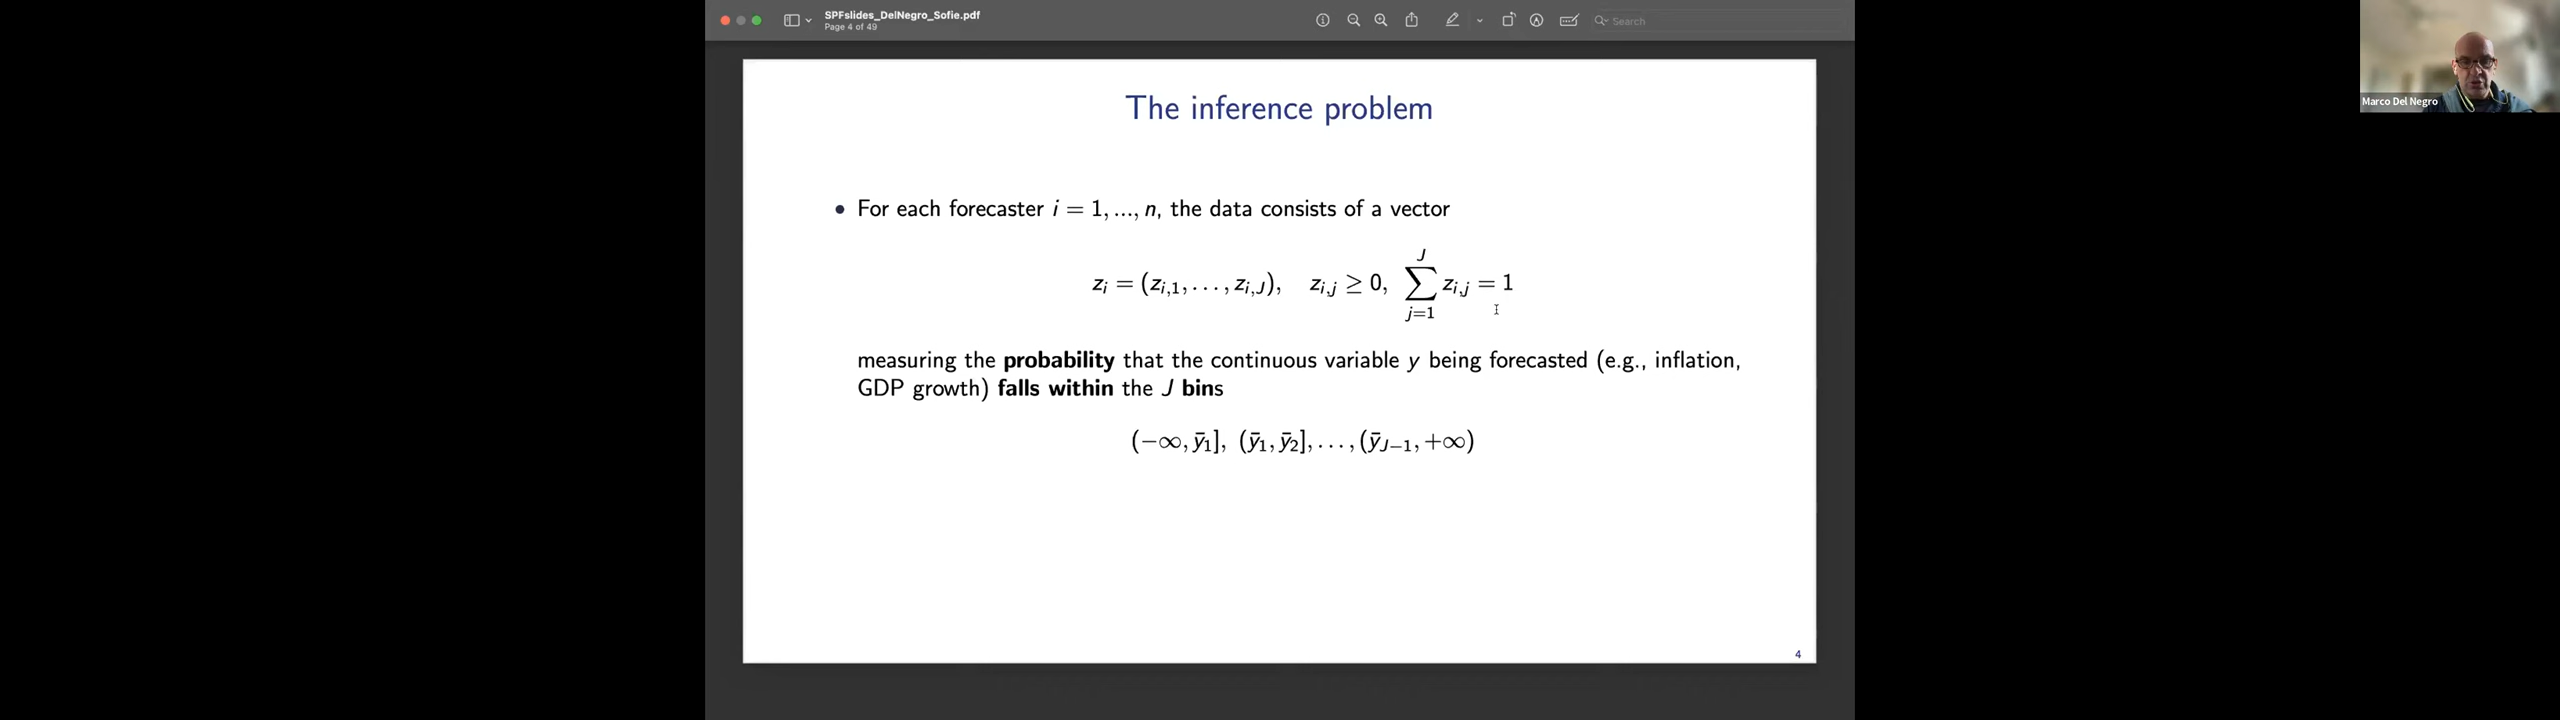 SPFslides_DelNegro_Sofie.pdf
Page 4 of 49
Search
Marco Del Negro
The inference problem
• For each forecaster i = 1, ..., n, the data consists of a vector
z_i = (z_{i,1}, . . . , z_{i,J}), z_{i,j} ≥ 0, ∑_{j=1}^{J} z_{i,j} = 1
measuring the probability that the continuous variable y being forecasted (e.g., inflation,
GDP growth) falls within the J bins
(−∞, ȳ_1], (ȳ_1, ȳ_2], . . . , (ȳ_{J−1}, +∞)
4